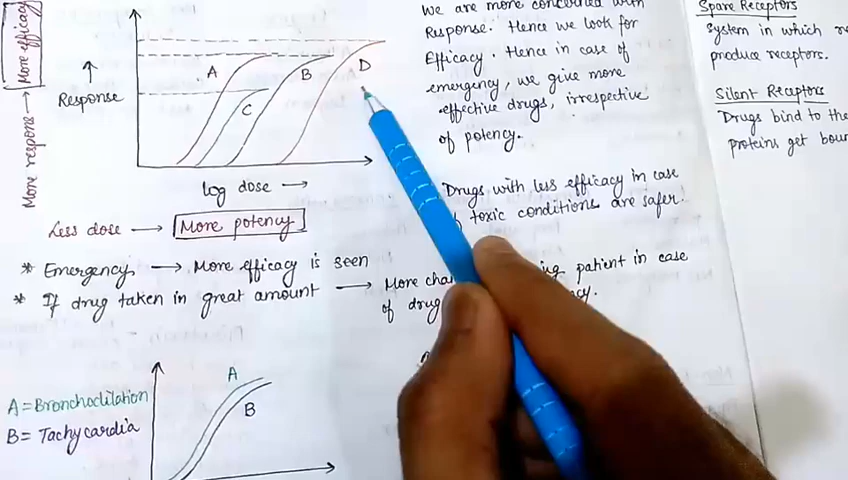 More efficacy
More response →
Response
A
B
C
D
log dose →
Less dose → More potency
* Emergency → More efficacy is seen
* If drug taken in great amount → More patient in case
of
A = Bronchodilation
B = Tachycardia
A
B
We are more concerned with
Response. Hence we look for
Efficacy. Hence in case of
emergency, we give more
effective drugs, irrespective
of potency.
Drugs with less efficacy in case
toxic conditions are safer.
Spare Receptors
System in which
produce receptors.
Silent Receptors
Drugs bind to the
proteins get